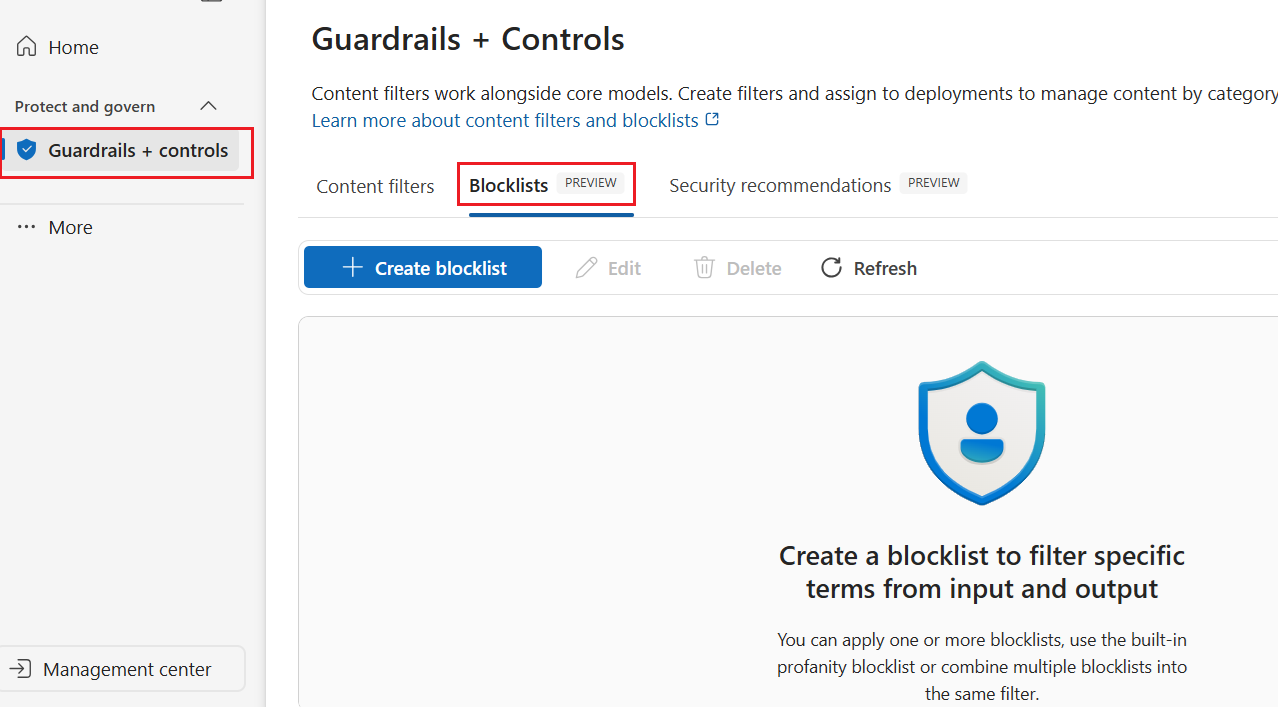 Home
Protect and govern
Guardrails + controls
More
Management center
Guardrails + Controls
Content filters work alongside core models. Create filters and assign to deployments to manage content by category
Learn more about content filters and blocklists
Content filters
Blocklists PREVIEW
Security recommendations PREVIEW
Create blocklist
Edit
Delete
Refresh
Create a blocklist to filter specific
terms from input and output
You can apply one or more blocklists, use the built-in
profanity blocklist or combine multiple blocklists into
the same filter.